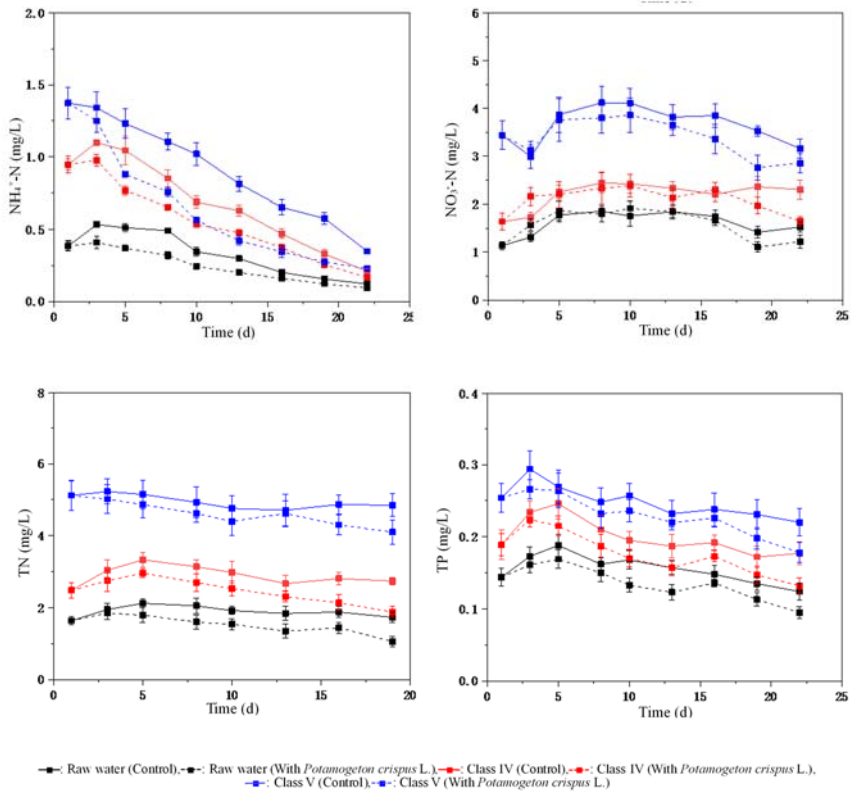 2.0
1.5
1.0
0.5
0.0
NH₄⁺-N (mg/L)
0 5 10 15 20 25
Time (d)
6
5
4
3
2
1
0
NO₃⁻-N (mg/L)
0 5 10 15 20 25
Time (d)
8
6
4
2
0
TN (mg/L)
0 5 10 15 20
Time (d)
0.4
0.3
0.2
0.1
0.0
TP (mg/L)
0 5 10 15 20 25
Time (d)
: Raw water (Control), : Raw water (With Potamogeton crispus L.), : Class IV (Control), : Class IV (With Potamogeton crispus L.),
: Class V (Control), : Class V (With Potamogeton crispus L.)